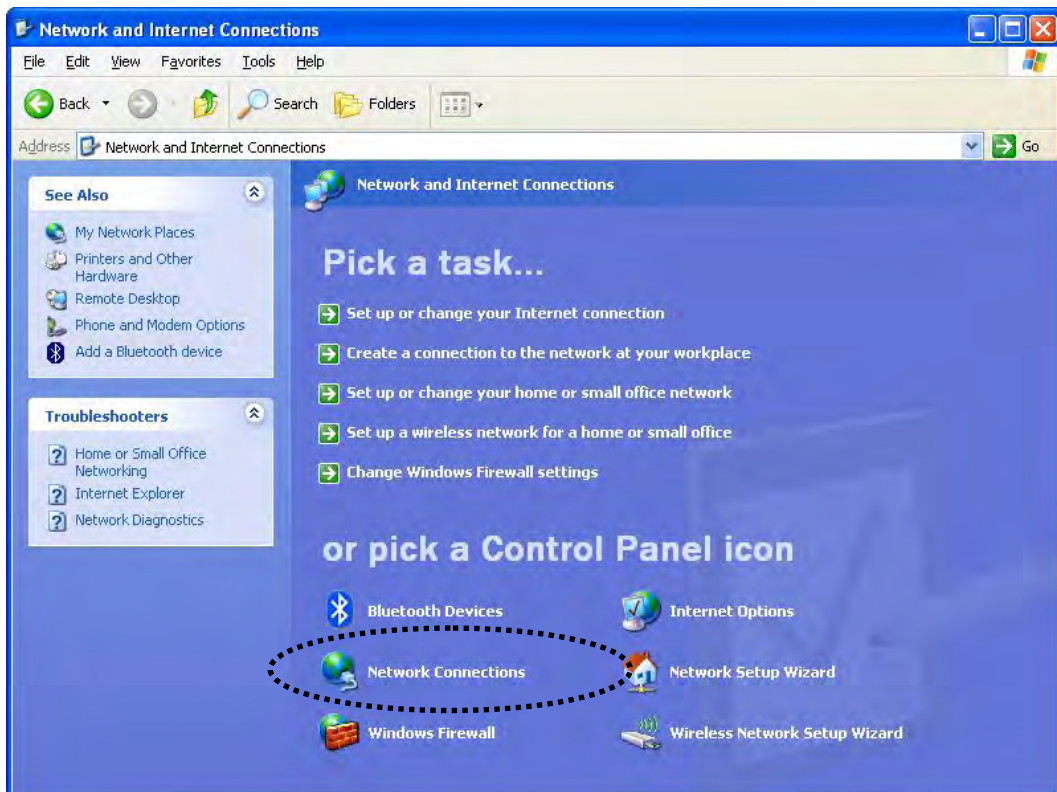 Network and Internet Connections
File Edit View Favorites Tools Help
Back Search Folders
Address Network and Internet Connections Go
See Also
My Network Places
Printers and Other
Hardware
Remote Desktop
Phone and Modem Options
Add a Bluetooth device
Troubleshooters
Home or Small Office
Networking
Internet Explorer
Network Diagnostics
Network and Internet Connections
Pick a task...
Set up or change your Internet connection
Create a connection to the network at your workplace
Set up or change your home or small office network
Set up a wireless network for a home or small office
Change Windows Firewall settings
or pick a Control Panel icon
Bluetooth Devices Internet Options
Network Connections Network Setup Wizard
Windows Firewall Wireless Network Setup Wizard